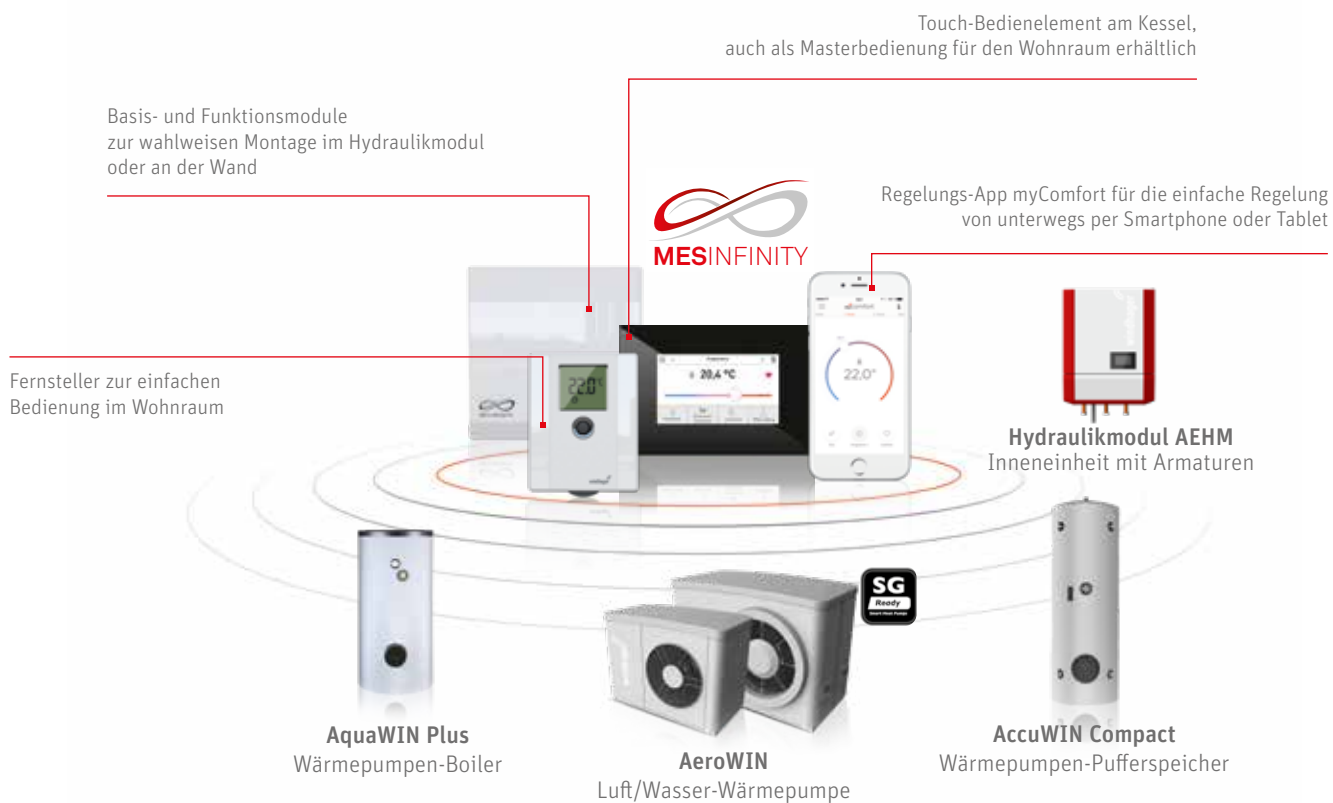 Touch-Bedienelement am Kessel,
auch als Masterbedienung für den Wohnraum erhältlich
Basis- und Funktionsmodule
zur wahlweisen Montage im Hydraulikmodul
oder an der Wand
MESINFINITY
Regelungs-App myComfort für die einfache Regelung
von unterwegs per Smartphone oder Tablet
Fernsteller zur einfachen
Bedienung im Wohnraum
22.0°
20,4 °C
22,0°
Hydraulikmodul AEHM
Inneneinheit mit Armaturen
SG
Ready
Smart Heat Pumps
AquaWIN Plus
Wärmepumpen-Boiler
AeroWIN
Luft/Wasser-Wärmepumpe
AccuWIN Compact
Wärmepumpen-Pufferspeicher